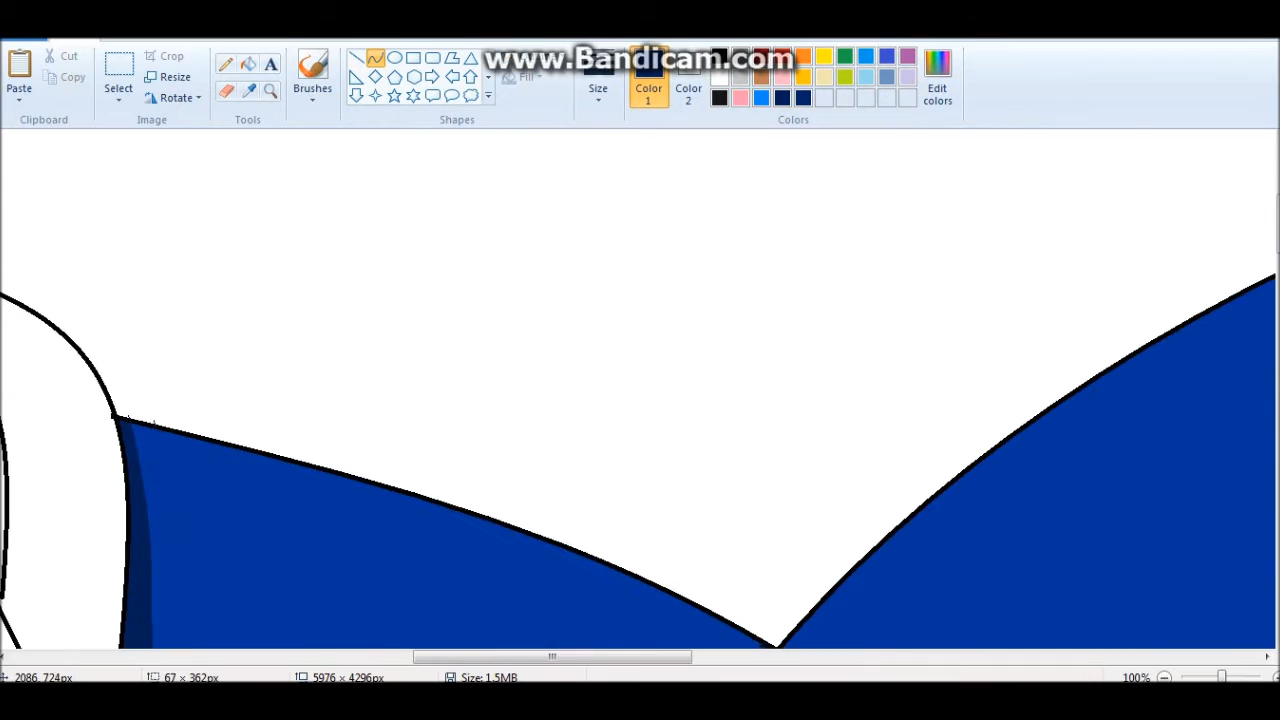 www.Bandicam.com
Paste
Cut
Copy
Clipboard
Select
Crop
Resize
Rotate
Image
Tools
Brushes
Shapes
Fill
Size
Color
1
Color
2
Edit
colors
Colors
2086, 724px
67 × 362px
5976 × 4296px
Size: 1.5MB
100%